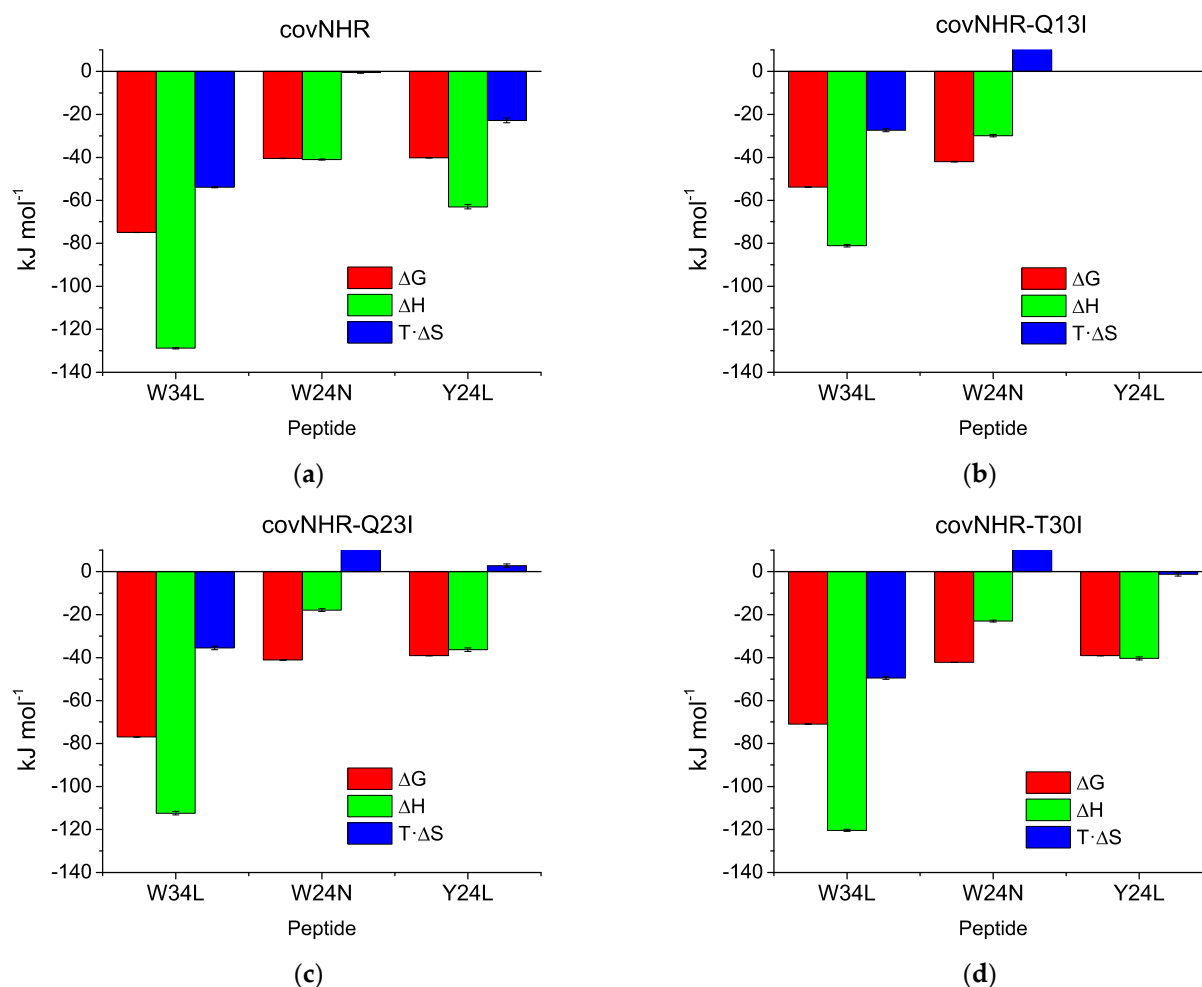 covNHR
0
-20
-40
-60
-80
-100
-120
-140
kJ mol⁻¹
ΔG
ΔH
T·ΔS
W34L W24N Y24L
Peptide
(a)
covNHR-Q13I
0
-20
-40
-60
-80
-100
-120
-140
kJ mol⁻¹
ΔG
ΔH
T·ΔS
W34L W24N Y24L
Peptide
(b)
covNHR-Q23I
0
-20
-40
-60
-80
-100
-120
-140
kJ mol⁻¹
ΔG
ΔH
T·ΔS
W34L W24N Y24L
Peptide
(c)
covNHR-T30I
0
-20
-40
-60
-80
-100
-120
-140
kJ mol⁻¹
ΔG
ΔH
T·ΔS
W34L W24N Y24L
Peptide
(d)